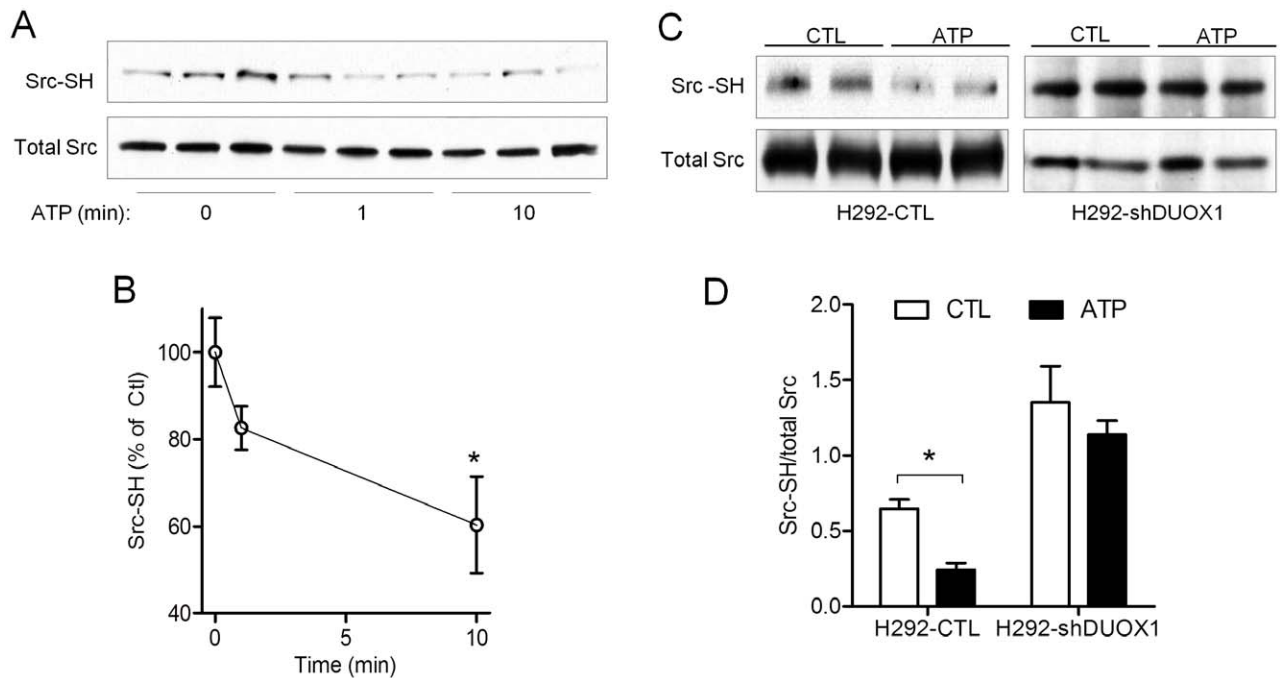 A
Src-SH
Total Src
ATP (min):
0
1
10
C
CTL
ATP
CTL
ATP
Src -SH
Total Src
H292-CTL
H292-shDUOX1
B
Src-SH (% of Ctl)
100
80
60
40
*
0
5
10
Time (min)
D
Src-SH/total Src
2.0
1.5
1.0
0.5
0.0
CTL
ATP
*
H292-CTL
H292-shDUOX1